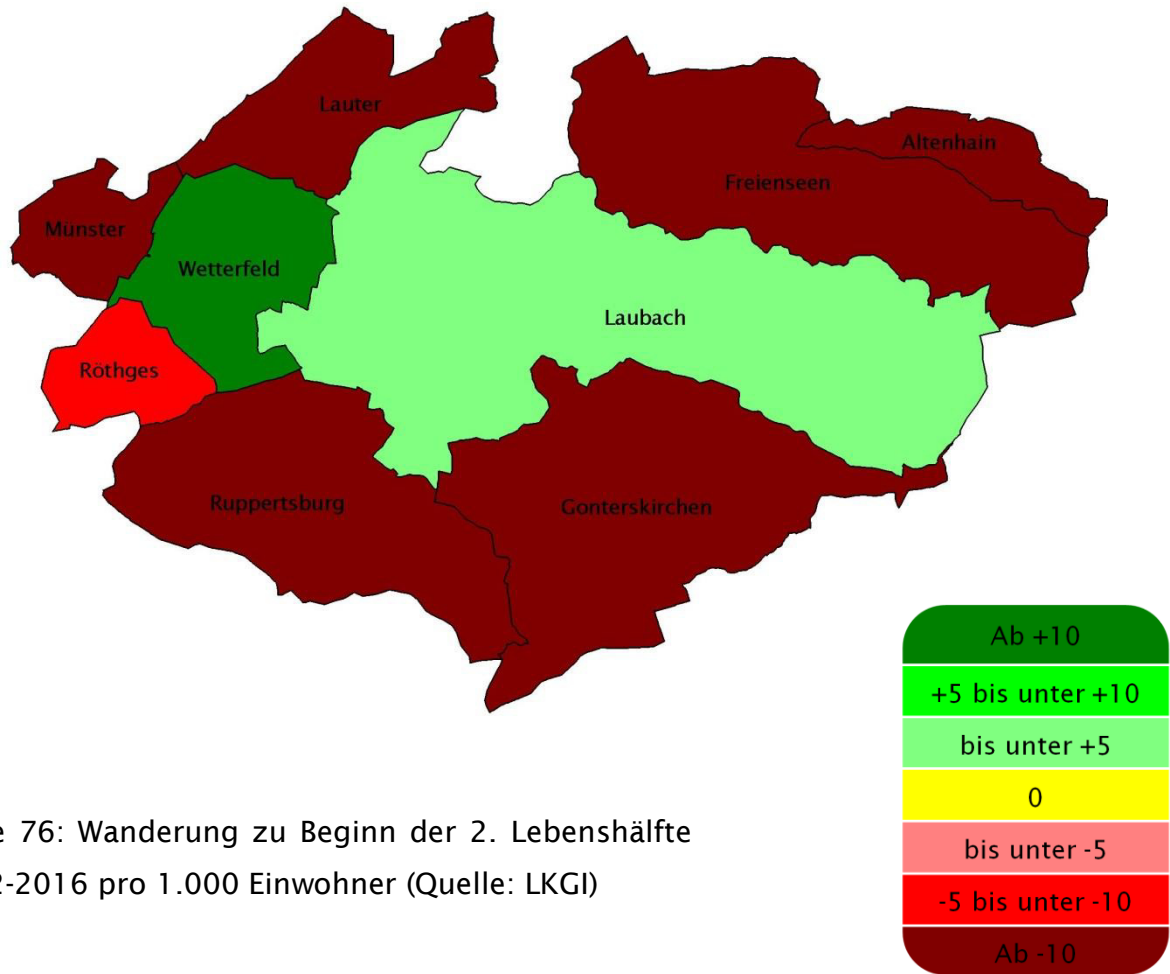 Lauter
Altenhain
Freienseen
Münster
Wetterfeld
Laubach
Röthges
Ruppertsburg
Gonterskirchen
Ab +10
+5 bis unter +10
bis unter +5
0
bis unter -5
-5 bis unter -10
Ab -10
e 76: Wanderung zu Beginn der 2. Lebenshälfte
2-2016 pro 1.000 Einwohner (Quelle: LKGI)